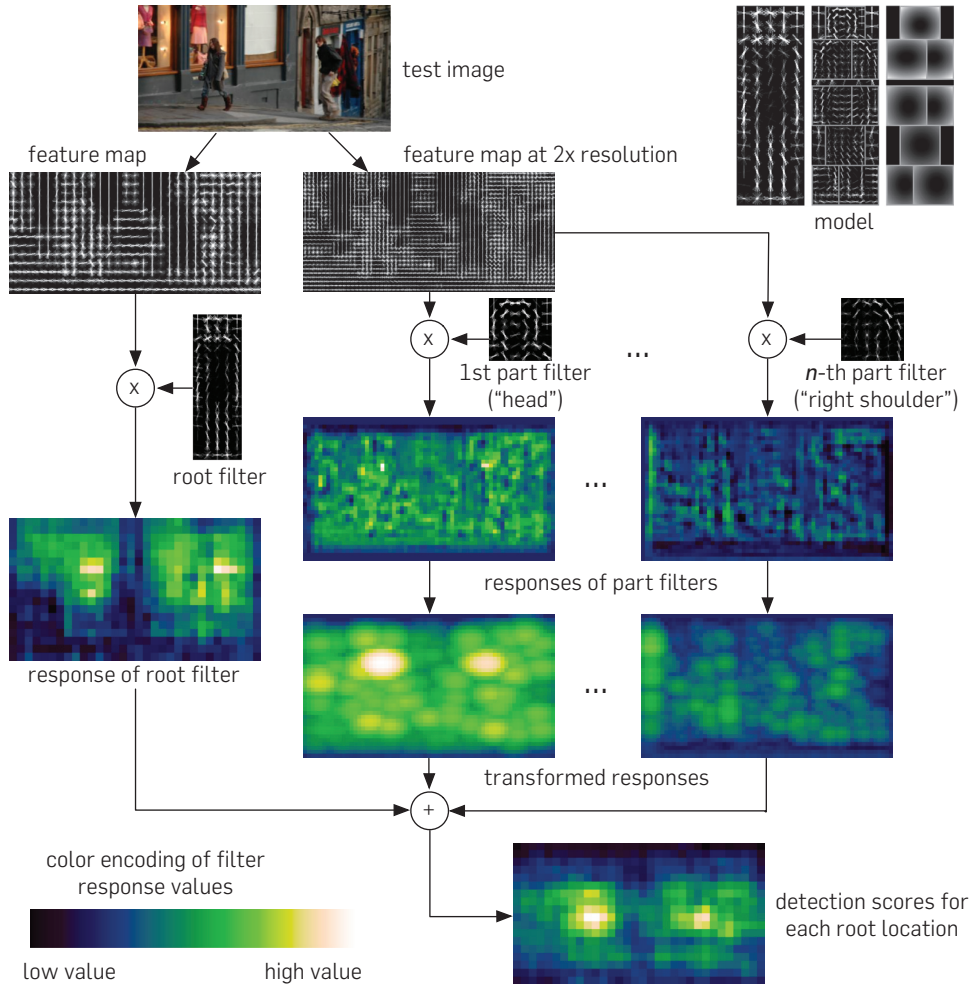 test image
feature map
feature map at 2x resolution
model
x
x
x
...
1st part filter
("head")
n-th part filter
("right shoulder")
root filter
...
responses of part filters
response of root filter
...
transformed responses
+
color encoding of filter
response values
low value
high value
detection scores for
each root location